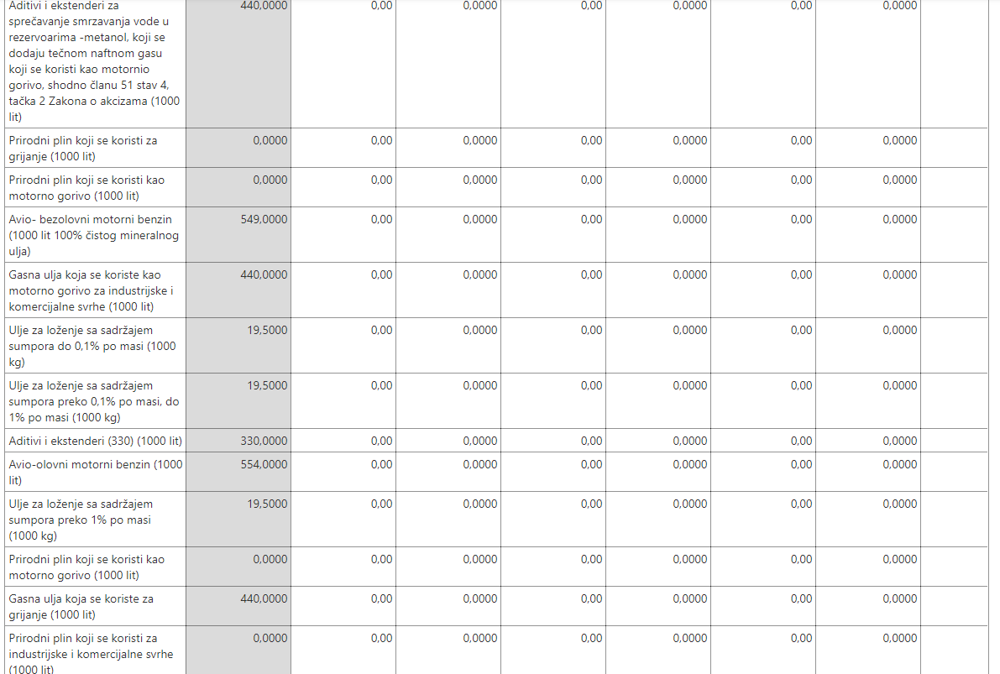 Aditivi i ekstenderi za 440,0000 0,00 0,0000 0,00 0,0000 0,00 0,0000
sprečavanje smrzavanja vode u
rezervoarima -metanol, koji se
dodaju tečnom naftnom gasu
koji se koristi kao motornio
gorivo, shodno članu 51 stav 4,
tačka 2 Zakona o akcizama (1000
lit)
Prirodni plin koji se koristi za 0,0000 0,00 0,0000 0,00 0,0000 0,00 0,0000
grijanje (1000 lit)
Prirodni plin koji se koristi kao 0,0000 0,00 0,0000 0,00 0,0000 0,00 0,0000
motorno gorivo (1000 lit)
Avio- bezolovni motorni benzin 549,0000 0,00 0,0000 0,00 0,0000 0,00 0,0000
(1000 lit 100% čistog mineralnog
ulja)
Gasna ulja koja se koriste kao 440,0000 0,00 0,0000 0,00 0,0000 0,00 0,0000
motorno gorivo za industrijske i
komercijalne svrhe (1000 lit)
Ulje za loženje sa sadržajem 19,5000 0,00 0,0000 0,00 0,0000 0,00 0,0000
sumpora do 0,1% po masi (1000
kg)
Ulje za loženje sa sadržajem 19,5000 0,00 0,0000 0,00 0,0000 0,00 0,0000
sumpora preko 0,1% po masi, do
1% po masi (1000 kg)
Aditivi i ekstenderi (330) (1000 lit) 330,0000 0,00 0,0000 0,00 0,0000 0,00 0,0000
Avio-olovni motorni benzin (1000 554,0000 0,00 0,0000 0,00 0,0000 0,00 0,0000
lit)
Ulje za loženje sa sadržajem 19,5000 0,00 0,0000 0,00 0,0000 0,00 0,0000
sumpora preko 1% po masi
(1000 kg)
Prirodni plin koji se koristi kao 0,0000 0,00 0,0000 0,00 0,0000 0,00 0,0000
motorno gorivo (1000 lit)
Gasna ulja koja se koriste za 440,0000 0,00 0,0000 0,00 0,0000 0,00 0,0000
grijanje (1000 lit)
Prirodni plin koji se koristi za 0,0000 0,00 0,0000 0,00 0,0000 0,00 0,0000
industrijske i komercijalne svrhe
(1000 lit)